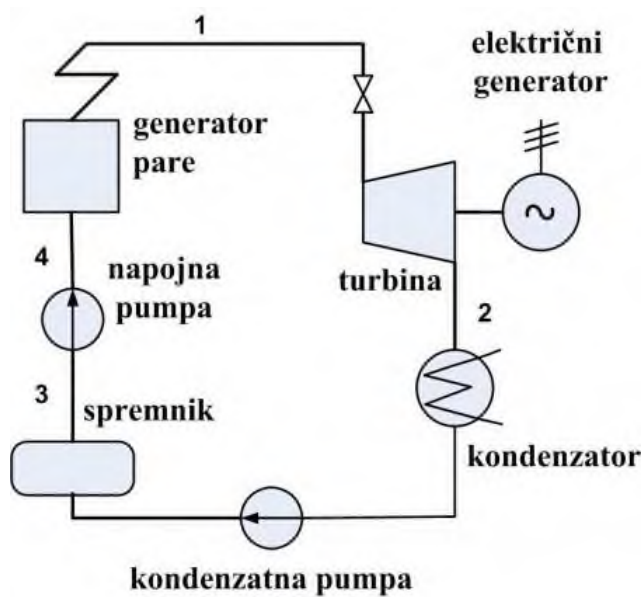 1
električni
generator
generator
pare
4
napojna
pumpa
turbina
2
3
spremnik
kondenzator
kondenzatna pumpa